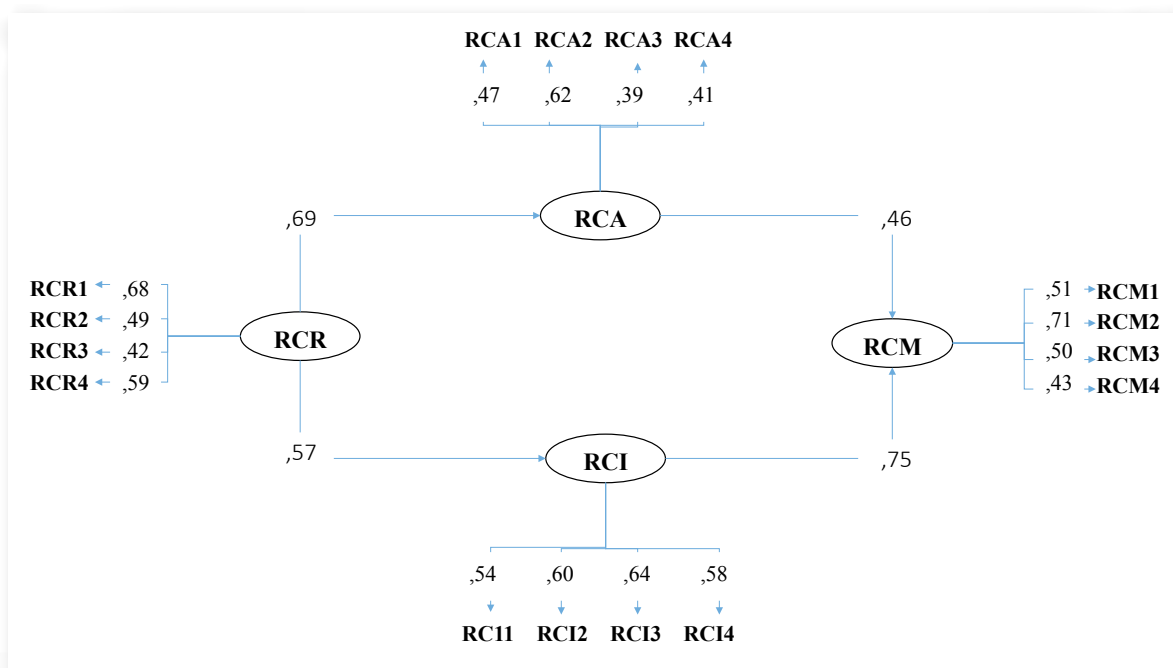 RCA1 RCA2 RCA3 RCA4
,47 ,62 ,39 ,41
RCA
,69
,46
RCR1 ,68
RCR2 ,49
RCR3 ,42
RCR4 ,59
RCR
RCM
,51 RCM1
,71 RCM2
,50 RCM3
,43 RCM4
,57
RCI
,75
,54 ,60 ,64 ,58
RC11 RCI2 RCI3 RCI4